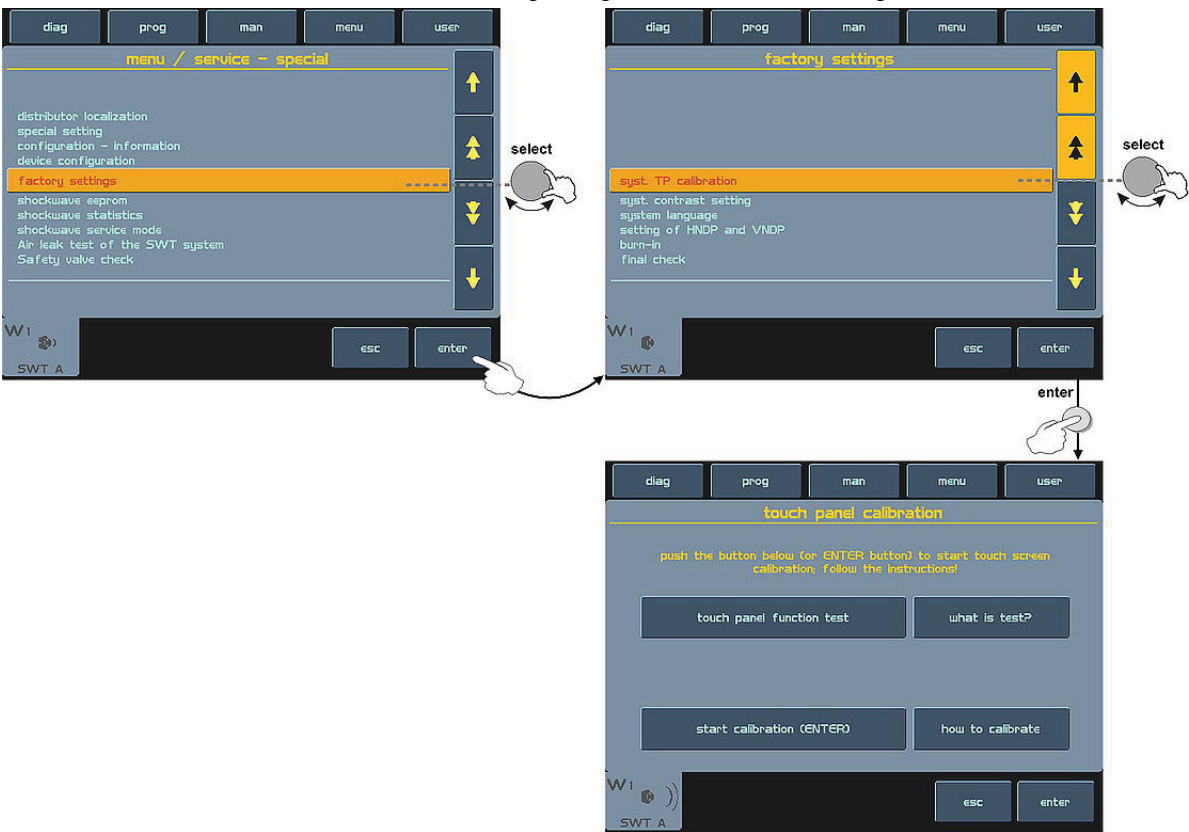 diag prog man menu user
menu / service - special
distributor localization
special setting
configuration - information
device configuration
factory settings
shockwave eeprom
shockwave statistics
shockwave service mode
Air leak test of the SWT system
Safety valve check
W1
SWT A
esc enter
select
diag prog man menu user
factory settings
syst. TP calibration
syst. contrast setting
system language
setting of HNDP and VNDP
burn-in
final check
W1
SWT A
esc enter
select
enter
diag prog man menu user
touch panel calibration
push the button below (or ENTER button) to start touch screen
calibration; follow the instructions!
touch panel function test what is test?
start calibration (ENTER) how to calibrate
W1
SWT A
esc enter